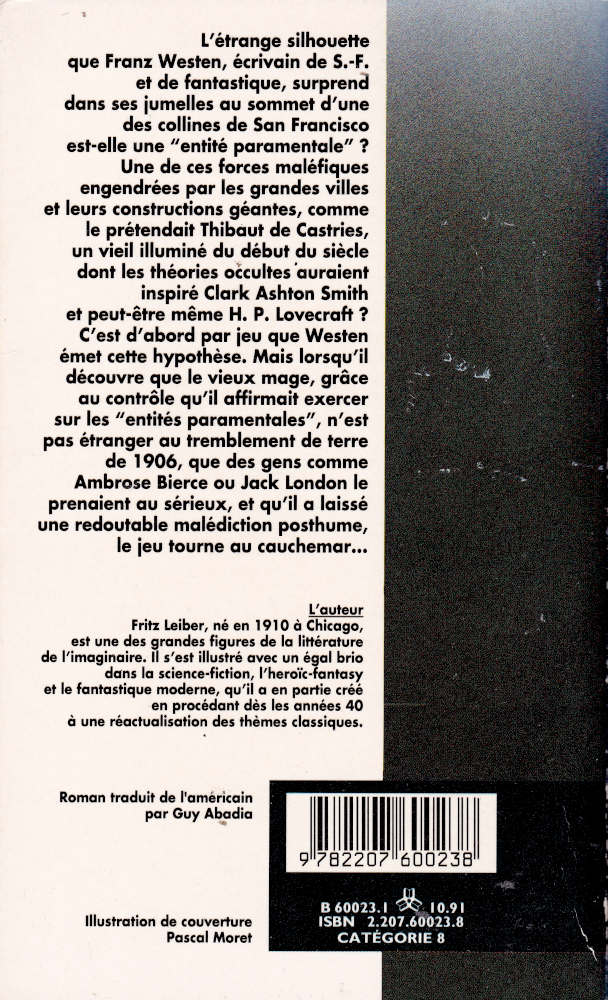 L'étrange silhouette
que Franz Westen, écrivain de S.-F.
et de fantastique, surprend
dans ses jumelles au sommet d'une
des collines de San Francisco
est-elle une "entité paramentale" ?
Une de ces forces maléfiques
engendrées par les grandes villes
et leurs constructions géantes, comme
le prétendait Thibaut de Castries,
un vieil illuminé du début du siècle
dont les théories occultes auraient
inspiré Clark Ashton Smith
et peut-être même H. P. Lovecraft ?
C'est d'abord par jeu que Westen
émet cette hypothèse. Mais lorsqu'il
découvre que le vieux mage, grâce
au contrôle qu'il affirmait exercer
sur les "entités paramentales", n'est
pas étranger au tremblement de terre
de 1906, que des gens comme
Ambrose Bierce ou Jack London le
prenaient au sérieux, et qu'il a laissé
une redoutable malédiction posthume,
le jeu tourne au cauchemar...
L'auteur
Fritz Leiber, né en 1910 à Chicago,
est une des grandes figures de la littérature
de l'imaginaire. Il s'est illustré avec un égal brio
dans la science-fiction, l'heroïc-fantasy
et le fantastique moderne, qu'il a en partie créé
en procédant dès les années 40
à une réactualisation des thèmes classiques.
Roman traduit de l'américain
par Guy Abadia
Illustration de couverture
Pascal Moret
9 782207 600238
B 60023.1 10.91
ISBN 2.207.60023.8
CATÉGORIE 8